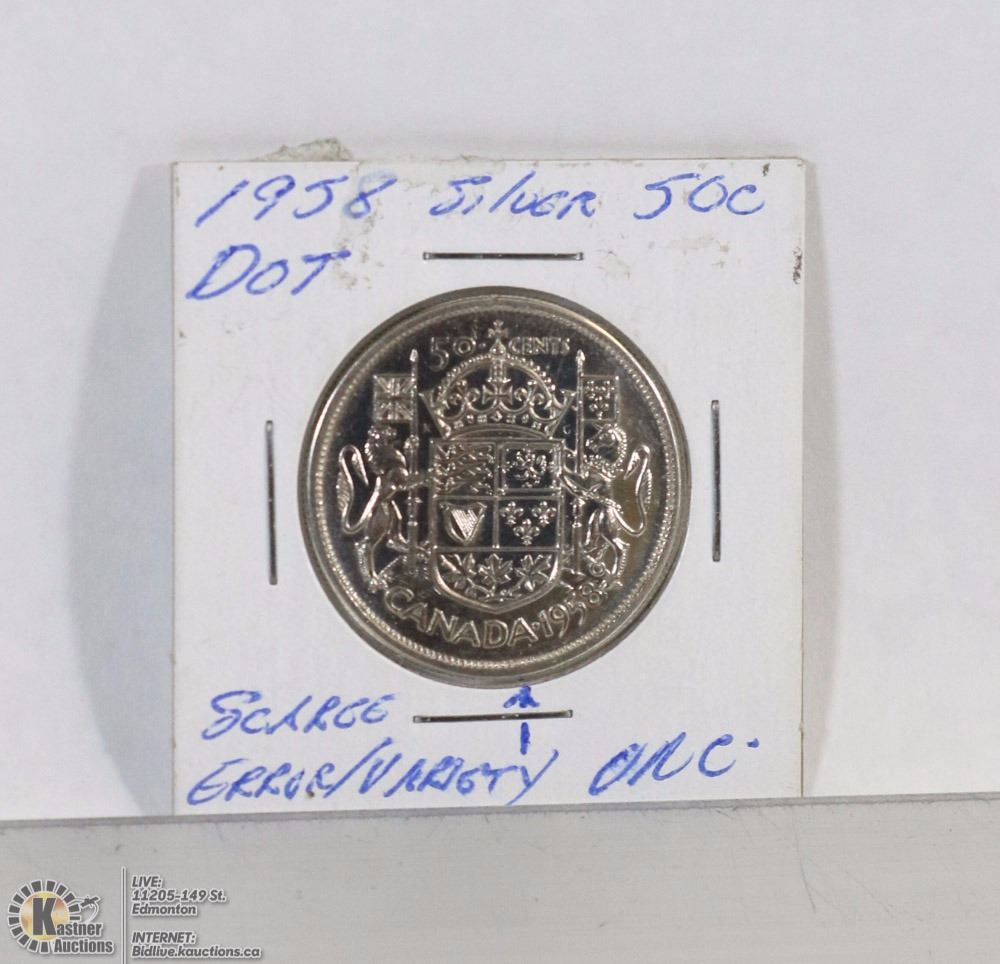 1958 Silver 50c
DOT
50 CENTS
CANADA·1958
SCARCE
ERROR/VARIETY UNC.
Kastner
Auctions
LIVE:
11205-149 St.
Edmonton
INTERNET:
Bidlive.kauctions.ca